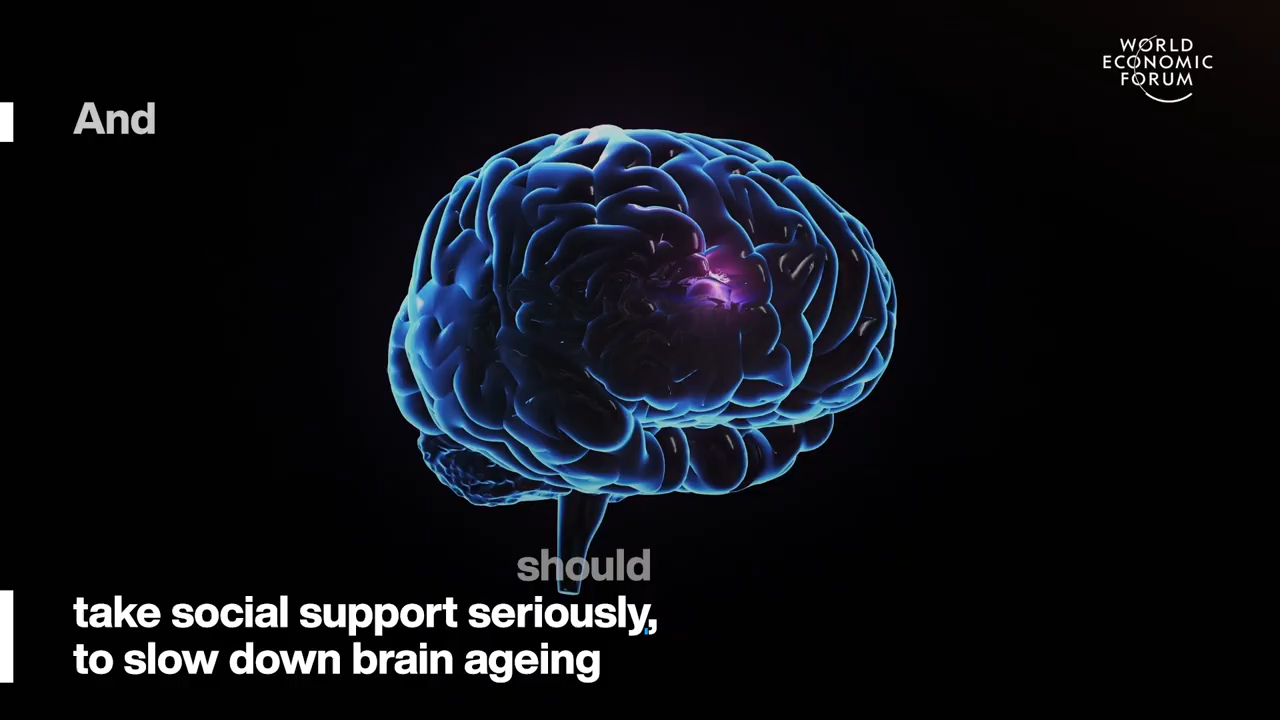 WORLD
ECONOMIC
FORUM
And
should
take social support seriously,
to slow down brain ageing